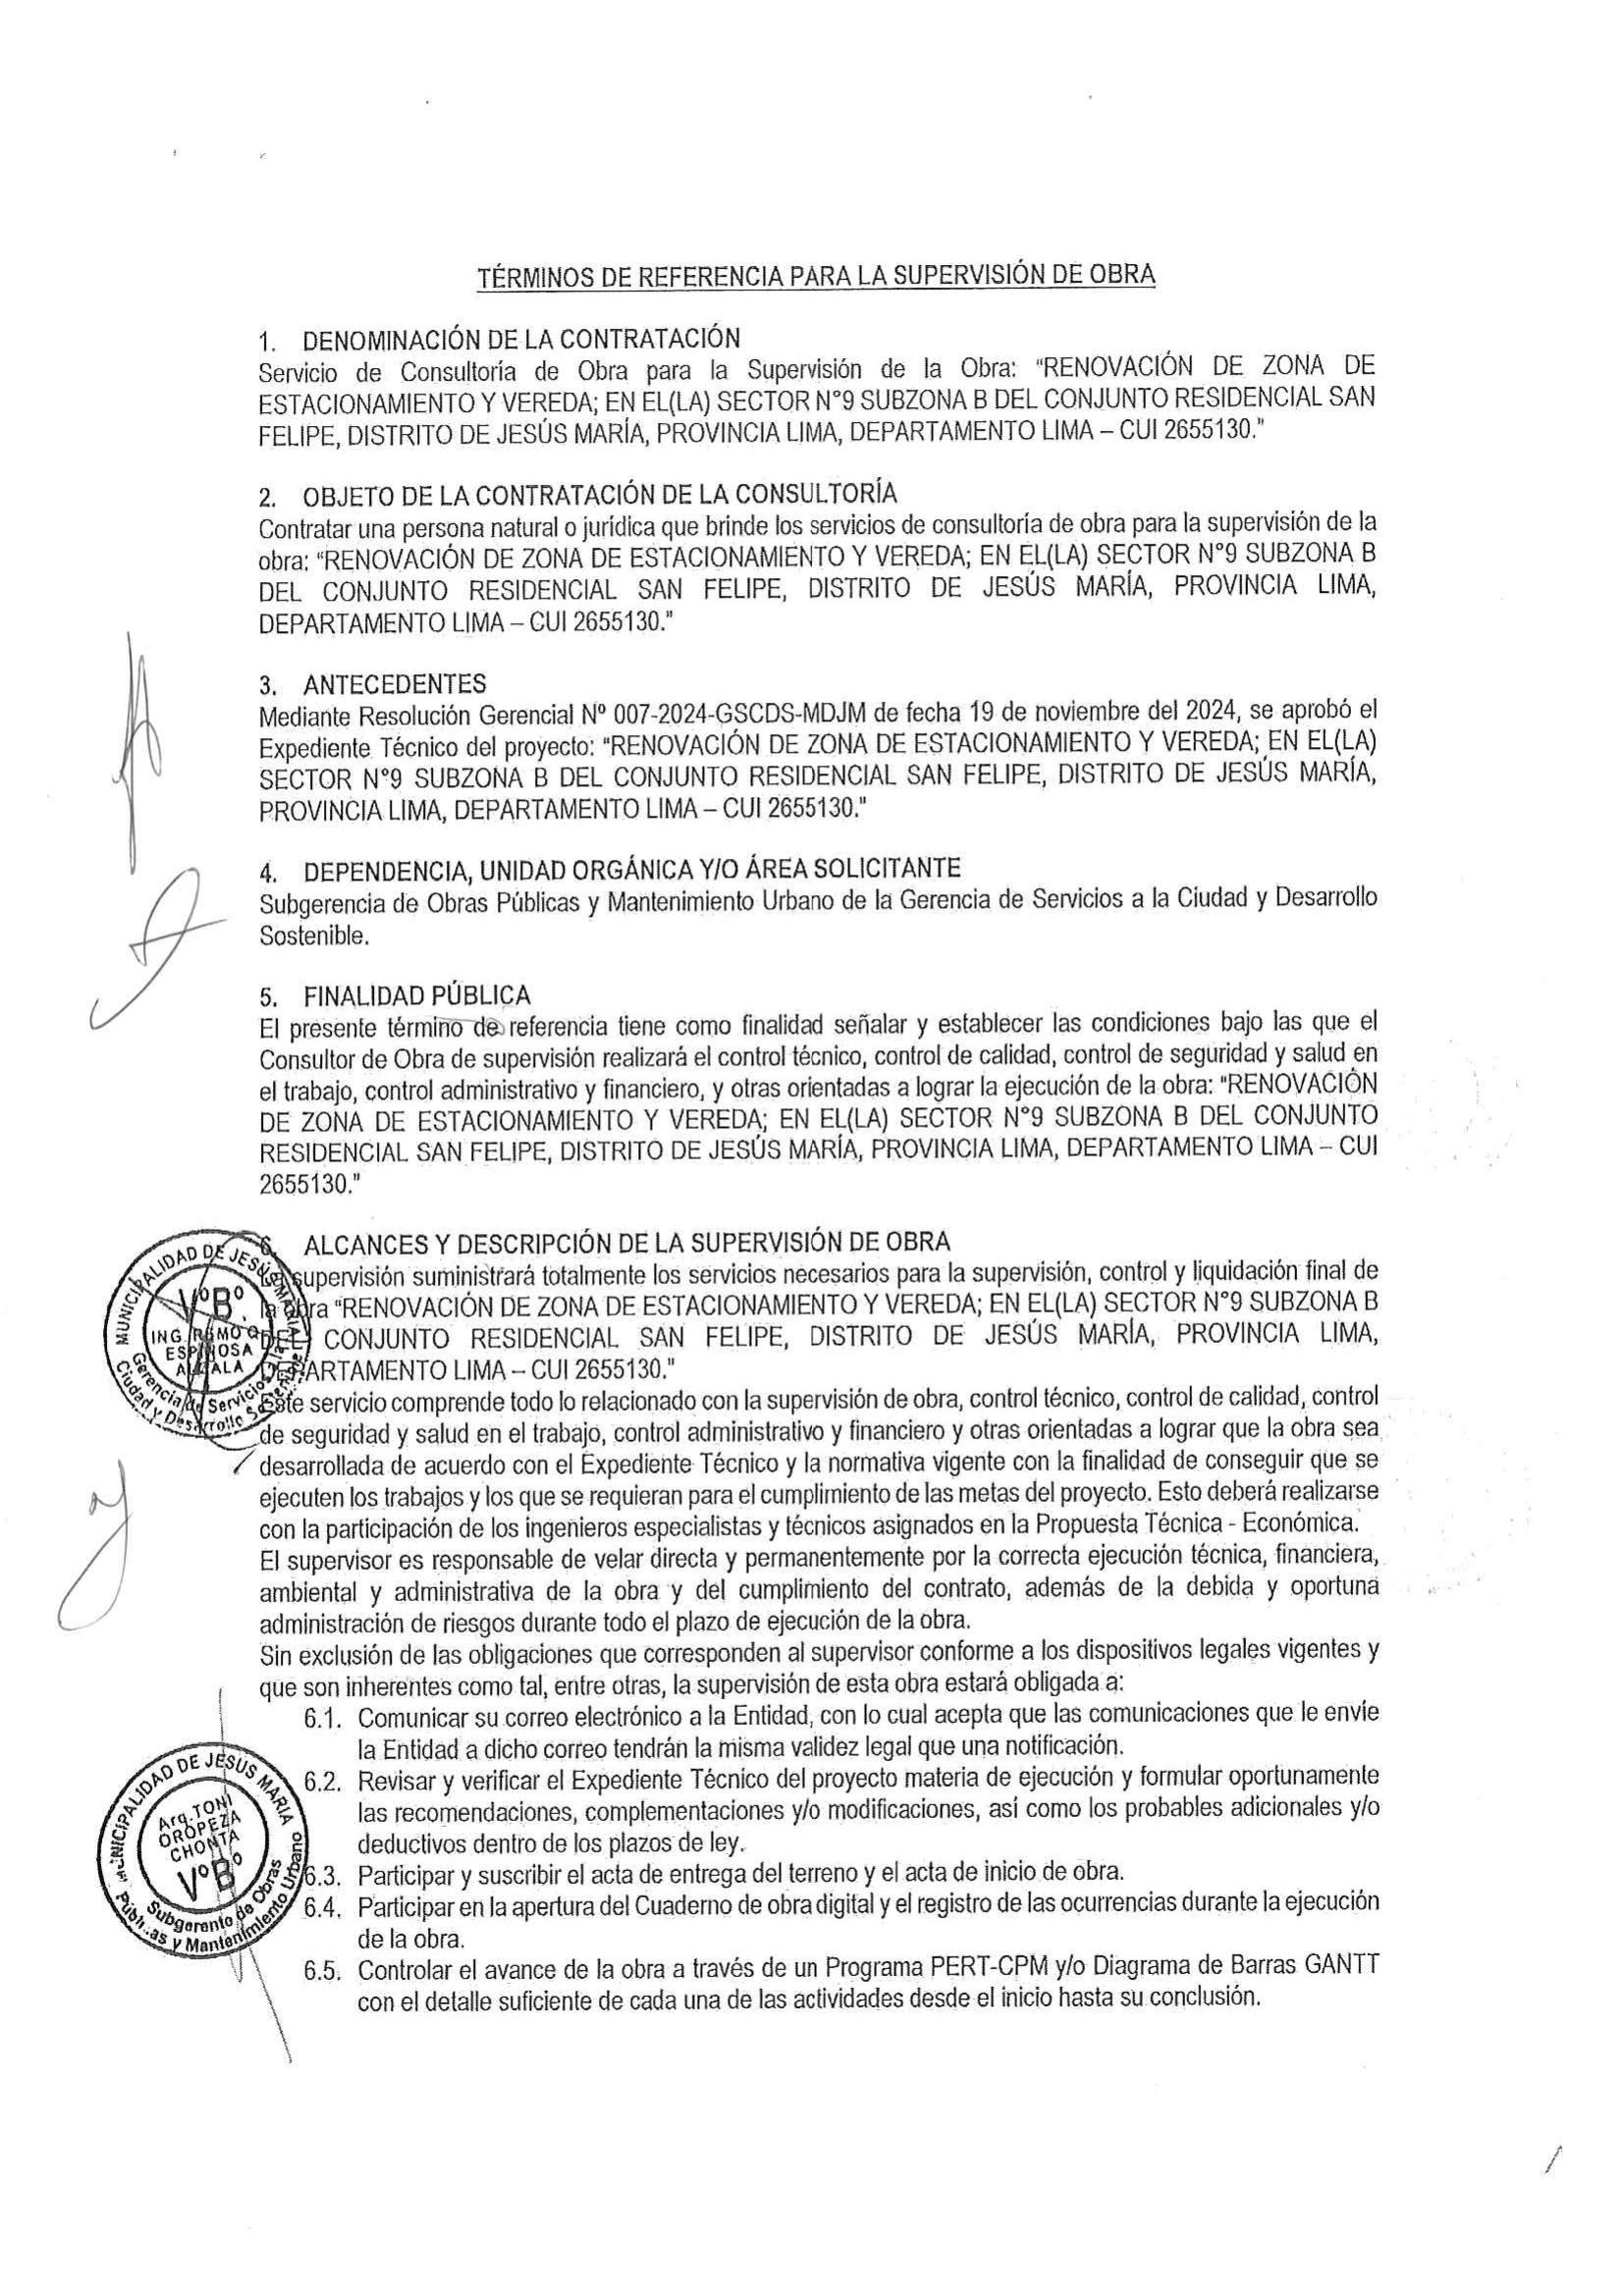 TÉRMINOS DE REFERENCIA PARA LA SUPERVISIÓN DE OBRA
1. DENOMINACIÓN DE LA CONTRATACIÓN
Servicio de Consultoría de Obra para la Supervisión de la Obra: "RENOVACIÓN DE ZONA DE
ESTACIONAMIENTO Y VEREDA; EN EL(LA) SECTOR N°9 SUBZONA B DEL CONJUNTO RESIDENCIAL SAN
FELIPE, DISTRITO DE JESÚS MARÍA, PROVINCIA LIMA, DEPARTAMENTO LIMA – CUI 2655130."
2. OBJETO DE LA CONTRATACIÓN DE LA CONSULTORÍA
Contratar una persona natural o jurídica que brinde los servicios de consultoría de obra para la supervisión de la
obra: "RENOVACIÓN DE ZONA DE ESTACIONAMIENTO Y VEREDA; EN EL(LA) SECTOR N°9 SUBZONA B
DEL CONJUNTO RESIDENCIAL SAN FELIPE, DISTRITO DE JESÚS MARÍA, PROVINCIA LIMA,
DEPARTAMENTO LIMA – CUI 2655130."
3. ANTECEDENTES
Mediante Resolución Gerencial Nº 007-2024-GSCDS-MDJM de fecha 19 de noviembre del 2024, se aprobó el
Expediente Técnico del proyecto: "RENOVACIÓN DE ZONA DE ESTACIONAMIENTO Y VEREDA; EN EL(LA)
SECTOR N°9 SUBZONA B DEL CONJUNTO RESIDENCIAL SAN FELIPE, DISTRITO DE JESÚS MARÍA,
PROVINCIA LIMA, DEPARTAMENTO LIMA – CUI 2655130."
4. DEPENDENCIA, UNIDAD ORGÁNICA Y/O ÁREA SOLICITANTE
Subgerencia de Obras Públicas y Mantenimiento Urbano de la Gerencia de Servicios a la Ciudad y Desarrollo
Sostenible.
5. FINALIDAD PÚBLICA
El presente término de referencia tiene como finalidad señalar y establecer las condiciones bajo las que el
Consultor de Obra de supervisión realizará el control técnico, control de calidad, control de seguridad y salud en
el trabajo, control administrativo y financiero, y otras orientadas a lograr la ejecución de la obra: "RENOVACIÓN
DE ZONA DE ESTACIONAMIENTO Y VEREDA; EN EL(LA) SECTOR N°9 SUBZONA B DEL CONJUNTO
RESIDENCIAL SAN FELIPE, DISTRITO DE JESÚS MARÍA, PROVINCIA LIMA, DEPARTAMENTO LIMA – CUI
2655130."
6. ALCANCES Y DESCRIPCIÓN DE LA SUPERVISIÓN DE OBRA
La supervisión suministrará totalmente los servicios necesarios para la supervisión, control y liquidación final de
la obra "RENOVACIÓN DE ZONA DE ESTACIONAMIENTO Y VEREDA; EN EL(LA) SECTOR N°9 SUBZONA B
DEL CONJUNTO RESIDENCIAL SAN FELIPE, DISTRITO DE JESÚS MARÍA, PROVINCIA LIMA,
DEPARTAMENTO LIMA – CUI 2655130."
Este servicio comprende todo lo relacionado con la supervisión de obra, control técnico, control de calidad, control
de seguridad y salud en el trabajo, control administrativo y financiero y otras orientadas a lograr que la obra sea
desarrollada de acuerdo con el Expediente Técnico y la normativa vigente con la finalidad de conseguir que se
ejecuten los trabajos y los que se requieran para el cumplimiento de las metas del proyecto. Esto deberá realizarse
con la participación de los ingenieros especialistas y técnicos asignados en la Propuesta Técnica - Económica.
El supervisor es responsable de velar directa y permanentemente por la correcta ejecución técnica, financiera,
ambiental y administrativa de la obra y del cumplimiento del contrato, además de la debida y oportuna
administración de riesgos durante todo el plazo de ejecución de la obra.
Sin exclusión de las obligaciones que corresponden al supervisor conforme a los dispositivos legales vigentes y
que son inherentes como tal, entre otras, la supervisión de esta obra estará obligada a:
6.1. Comunicar su correo electrónico a la Entidad, con lo cual acepta que las comunicaciones que le envíe
la Entidad a dicho correo tendrán la misma validez legal que una notificación.
6.2. Revisar y verificar el Expediente Técnico del proyecto materia de ejecución y formular oportunamente
las recomendaciones, complementaciones y/o modificaciones, así como los probables adicionales y/o
deductivos dentro de los plazos de ley.
6.3. Participar y suscribir el acta de entrega del terreno y el acta de inicio de obra.
6.4. Participar en la apertura del Cuaderno de obra digital y el registro de las ocurrencias durante la ejecución
de la obra.
6.5. Controlar el avance de la obra a través de un Programa PERT-CPM y/o Diagrama de Barras GANTT
con el detalle suficiente de cada una de las actividades desde el inicio hasta su conclusión.
MUNICIPALIDAD DE JESÚS MARIA
VºBº
ING.
ESPINOSA
Gerencia de Servicios a la
Ciudad y Desarrollo Sostenible
MUNICIPALIDAD DE JESUS MARIA
Arq. TONI
OROPEZA
CHONTA
VºBº
Subgerente de Obras
Públicas y Mantenimiento Urbano